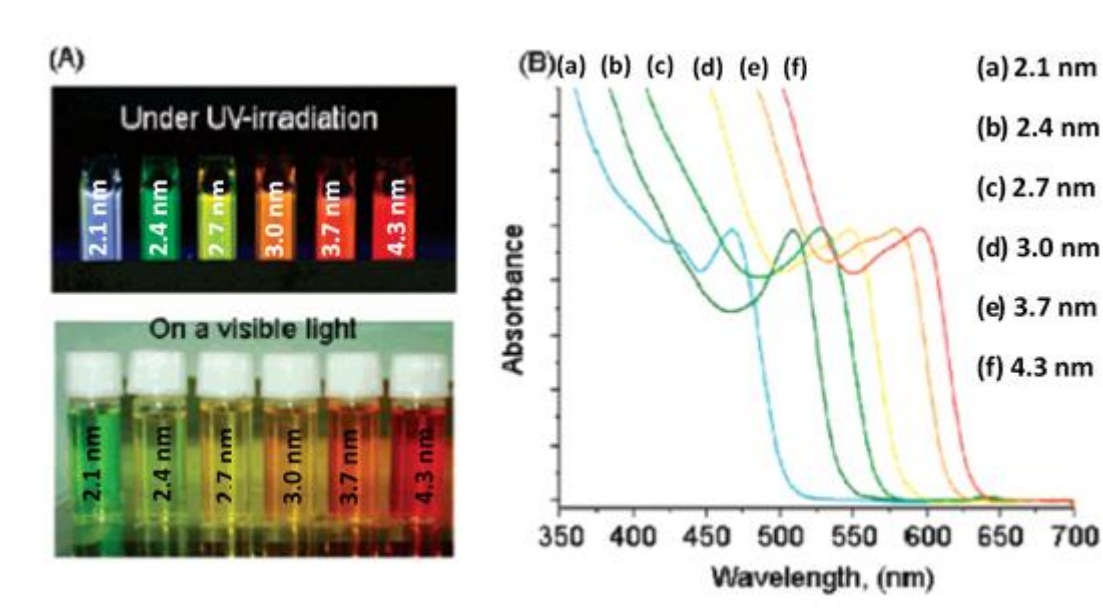 (A)
Under UV-irradiation
2.1 nm
2.4 nm
2.7 nm
3.0 nm
3.7 nm
4.3 nm
On a visible light
2.1 nm
2.4 nm
2.7 nm
3.0 nm
3.7 nm
4.3 nm
(B)
(a) (b) (c) (d) (e) (f)
(a) 2.1 nm
(b) 2.4 nm
(c) 2.7 nm
(d) 3.0 nm
(e) 3.7 nm
(f) 4.3 nm
Absorbance
350 400 450 500 550 600 650 700
Wavelength, (nm)